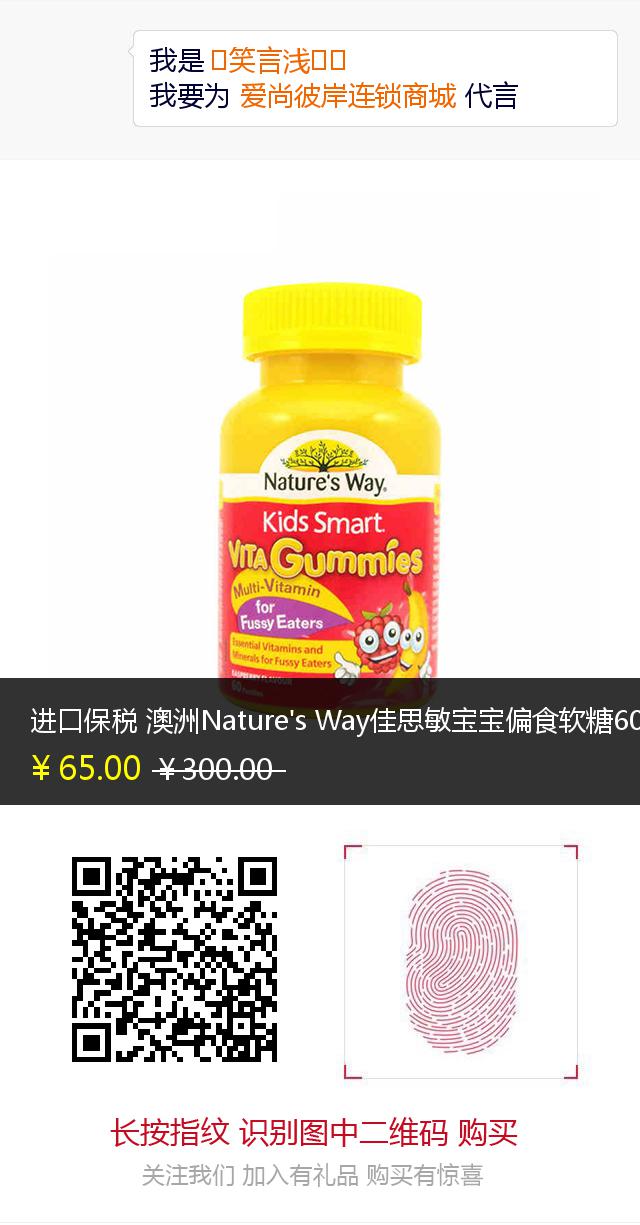 我是 笑言浅
我要为 爱尚彼岸连锁商城 代言
Nature's Way
Kids Smart
VITA Gummies
Multi-Vitamin
for
Fussy Eaters
Essential Vitamins and
Minerals for Fussy Eaters
RASPBERRY FLAVOUR
60 Pastilles
进口保税 澳洲Nature's Way佳思敏宝宝偏食软糖60
¥ 65.00 ¥ 300.00
长按指纹 识别图中二维码 购买
关注我们 加入有礼品 购买有惊喜